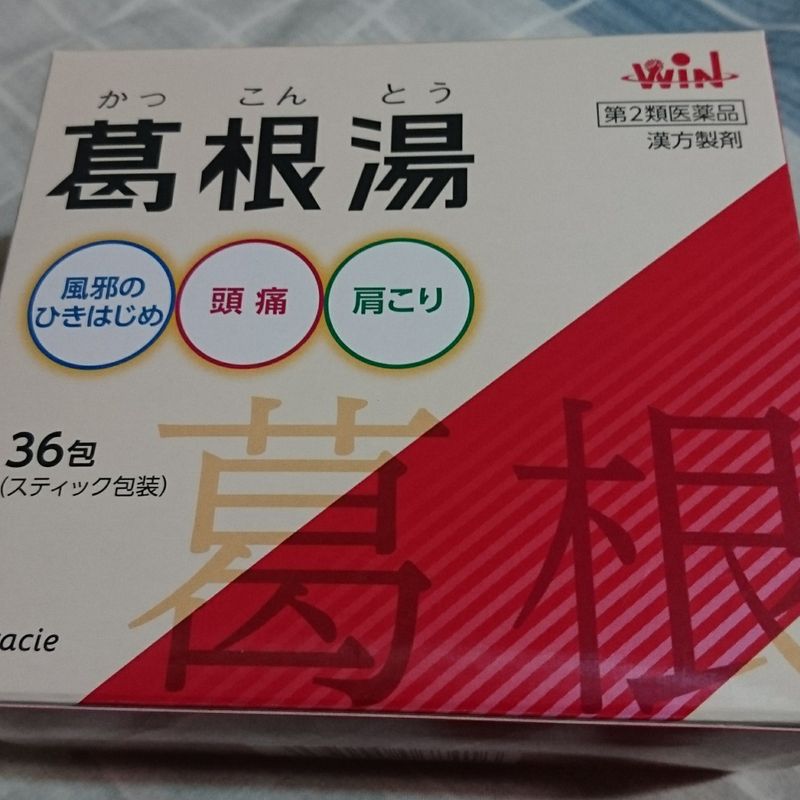 WiN
かっこんとう
葛根湯
第2類医薬品
漢方製剤
風邪の
ひきはじめ
頭痛
肩こり
36包
(スティック包装)
葛根
acie